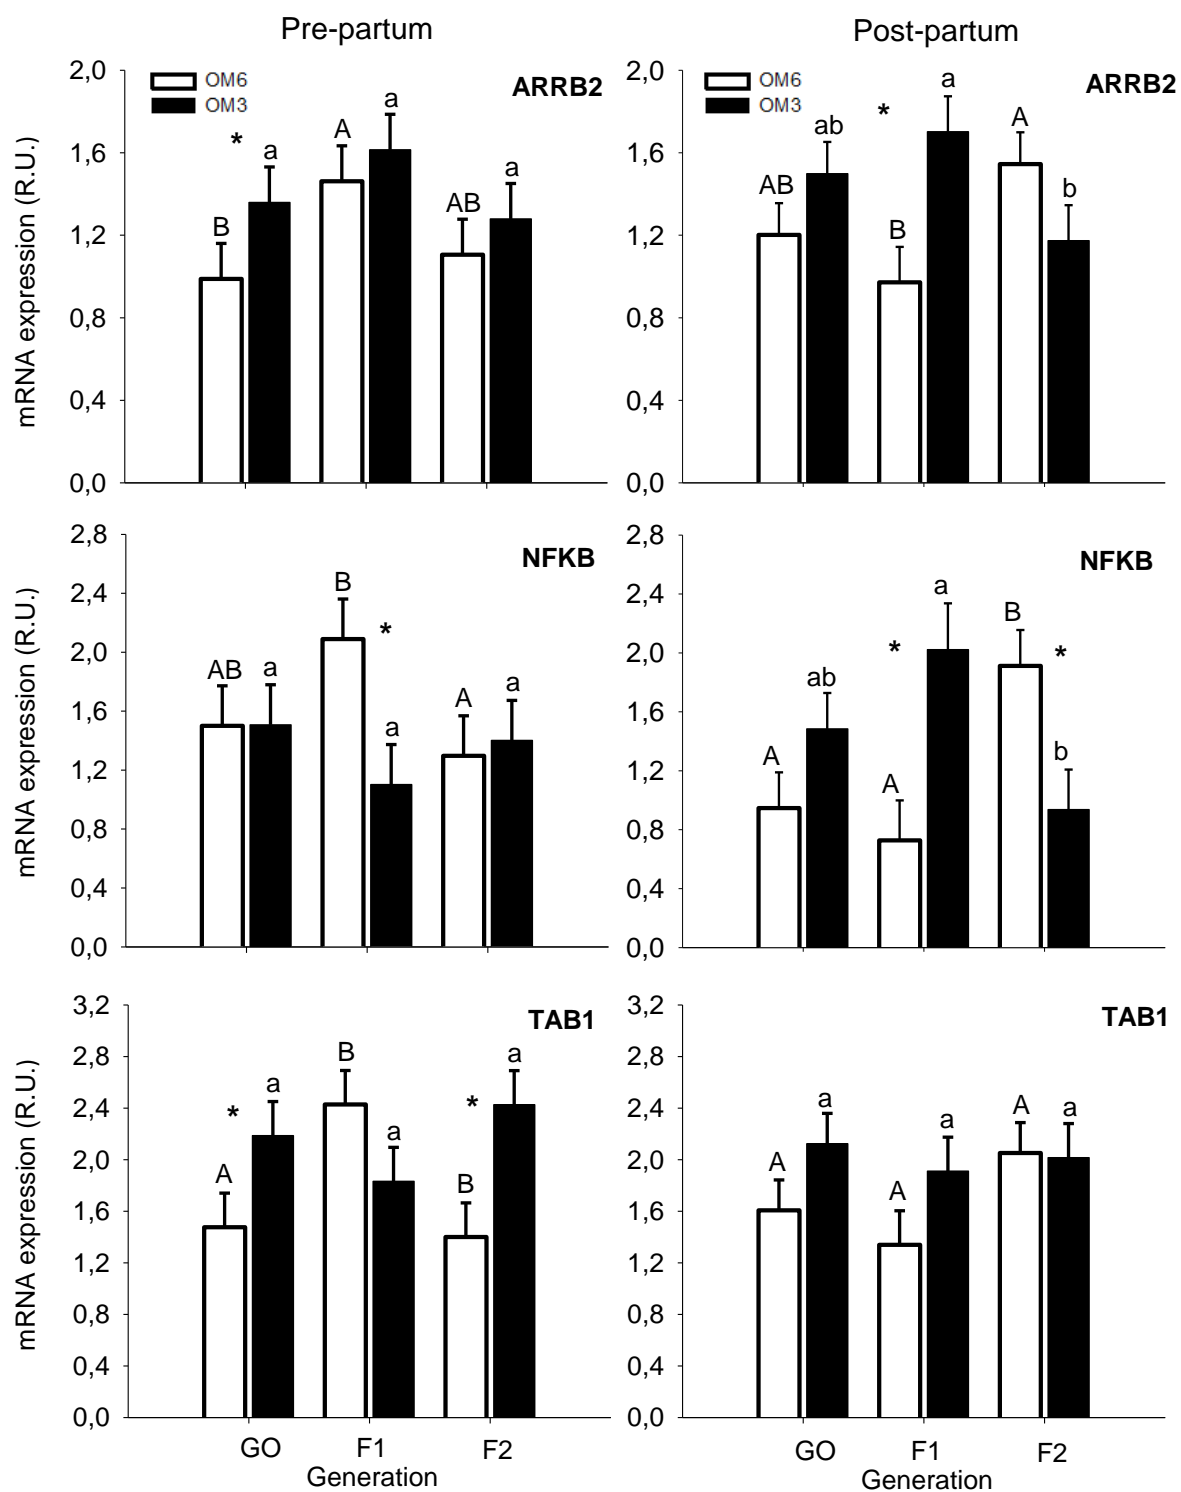 Pre-partum
Post-partum
2,0
OM6
ARRB2
OM3
a
A
*
a
a
1,6
AB
B
1,2
0,8
0,4
0,0
mRNA expression (R.U.)
2,0
OM6
ARRB2
OM3
a
*
ab
A
1,6
AB
b
B
1,2
0,8
0,4
0,0
2,8
NFKB
B
2,4
*
2,0
AB
a
a
A
1,6
a
1,2
0,8
0,4
0,0
mRNA expression (R.U.)
2,8
NFKB
a
2,4
B
*
*
2,0
ab
1,6
A
b
A
1,2
0,8
0,4
0,0
3,2
TAB1
2,8
B
a
a
*
*
2,4
a
2,0
A
B
1,6
1,2
0,8
0,4
0,0
mRNA expression (R.U.)
GO
F1
F2
Generation
3,2
TAB1
2,8
2,4
a
A
a
a
2,0
A
A
1,6
1,2
0,8
0,4
0,0
GO
F1
F2
Generation